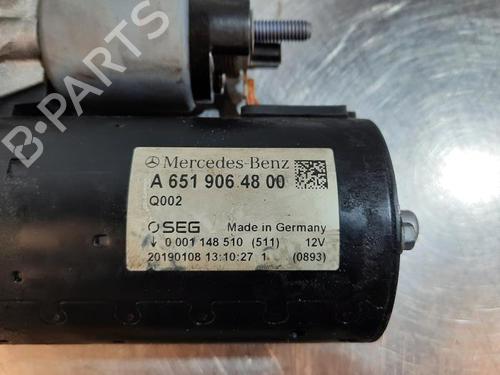 B-PARTS
Mercedes-Benz
A 651 906 48 00
Q002
SEG Made in Germany
0 001 148 510 (511) 12V
20190108 13:10:27 1 (0893)